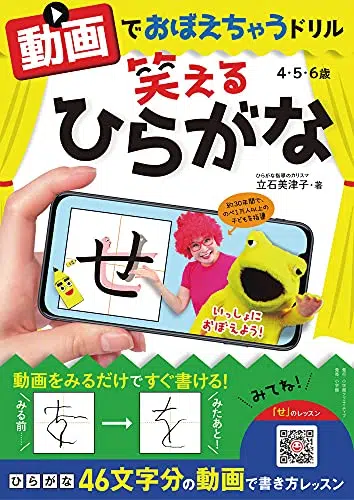 動画でおぼえちゃうドリル
笑える
4・5・6歳
ひらがな
ひらがな指導のカリスマ
立石美津子・著
約30年間で、
のべ1万人以上の
子どもを指導
せ
いっしょに
おぼえよう!
動画をみるだけですぐ書ける!
みてね!
みる前……
を
みたあと!…
を
「せ」のレッスン
ひらがな 46文字分の動画で書き方レッスン